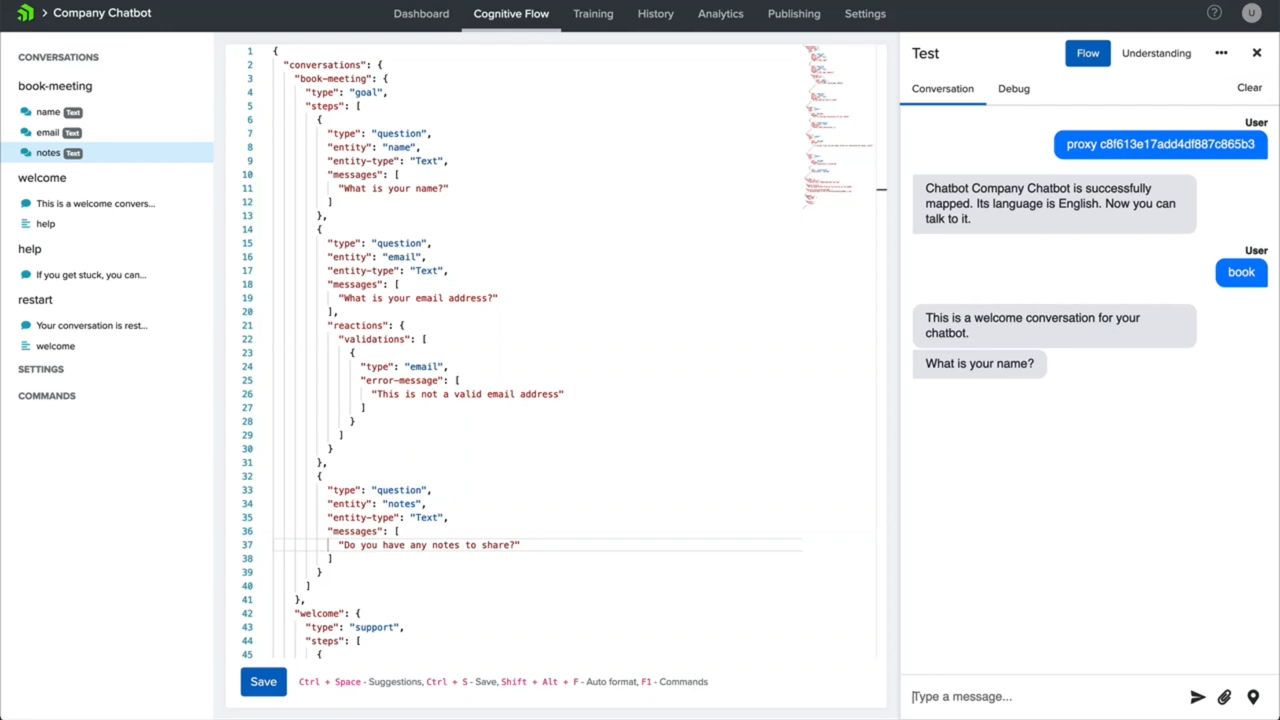 Company Chatbot
Dashboard
Cognitive Flow
Training
History
Analytics
Publishing
Settings
U
CONVERSATIONS
book-meeting
name Text
email Text
notes Text
welcome
This is a welcome convers...
help
help
If you get stuck, you can...
restart
Your conversation is rest...
welcome
SETTINGS
COMMANDS
1 {
2 "conversations": {
3 "book-meeting": {
4 "type": "goal",
5 "steps": [
6 {
7 "type": "question",
8 "entity": "name",
9 "entity-type": "Text",
10 "messages": [
11 "What is your name?"
12 ]
13 },
14 {
15 "type": "question",
16 "entity": "email",
17 "entity-type": "Text",
18 "messages": [
19 "What is your email address?"
20 ],
21 "reactions": {
22 "validations": [
23 {
24 "type": "email",
25 "error-message": [
26 "This is not a valid email address"
27 ]
28 }
29 ]
30 }
31 },
32 {
33 "type": "question",
34 "entity": "notes",
35 "entity-type": "Text",
36 "messages": [
37 "Do you have any notes to share?"
38 ]
39 }
40 ]
41 },
42 "welcome": {
43 "type": "support",
44 "steps": [
45 {
Save
Ctrl + Space - Suggestions, Ctrl + S - Save, Shift + Alt + F - Auto format, F1 - Commands
Test
Flow
Understanding
Conversation
Debug
Clear
User
Chatbot Company Chatbot is successfully
mapped. Its language is English. Now you can
talk to it.
User
book
This is a welcome conversation for your
chatbot.
What is your name?
Type a message...